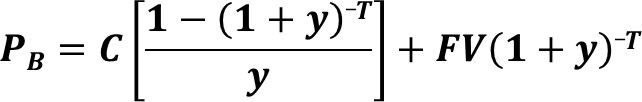 P_B = C [ (1 − (1 + y)^−T) / y ] + FV(1 + y)^−T